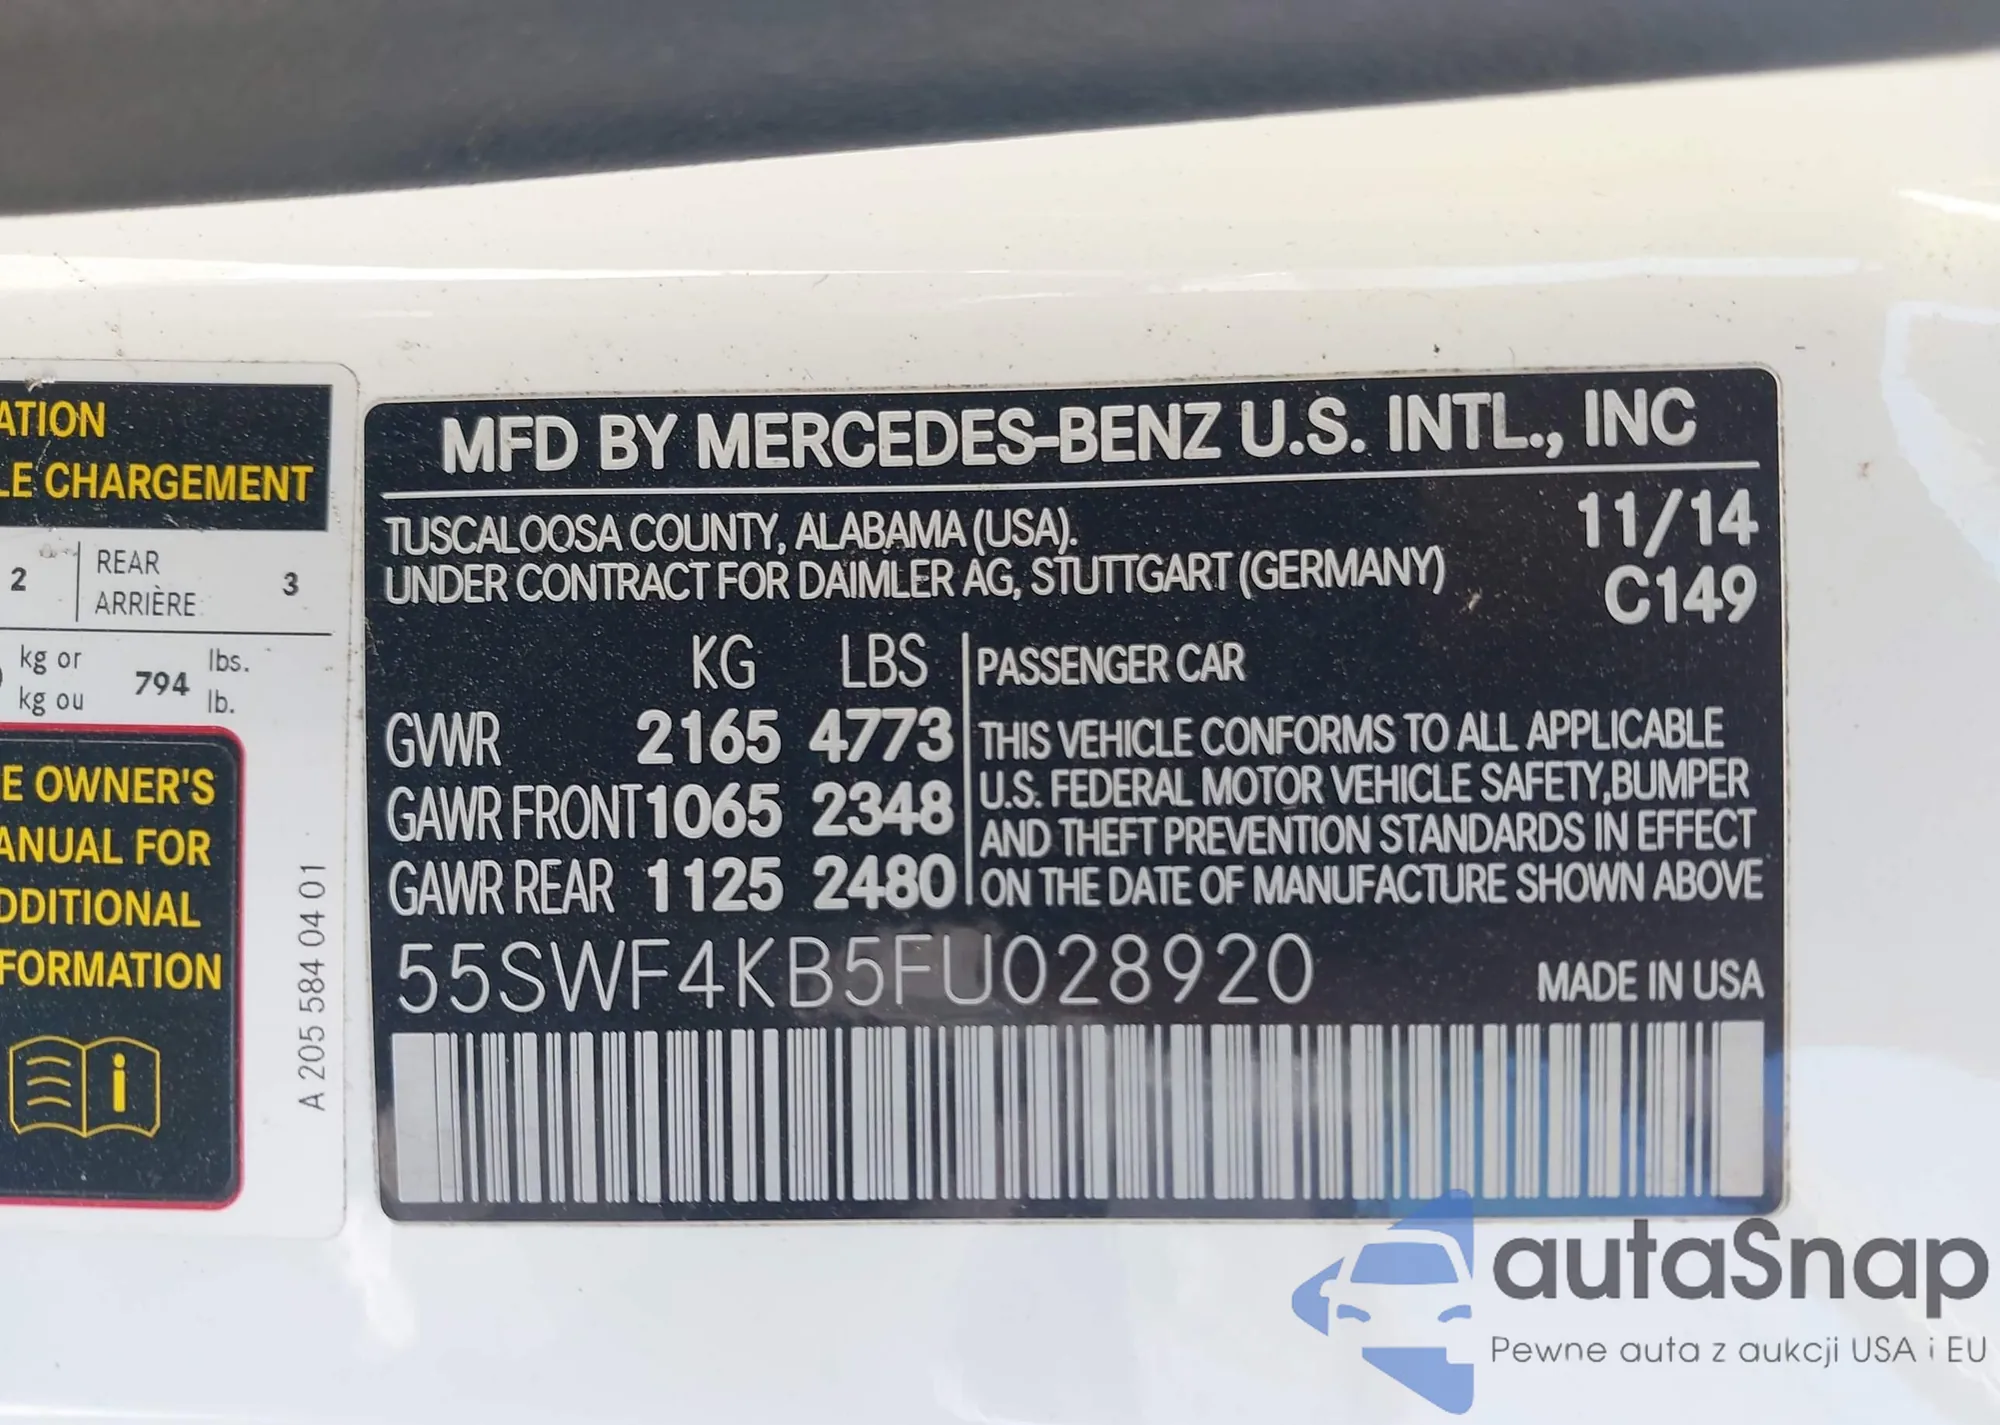 ATION
LE CHARGEMENT
2 REAR 3
ARRIÈRE
kg or 794 lbs.
kg ou lb.
E OWNER'S
ANUAL FOR
DDITIONAL
FORMATION
i
A 205 584 04 01
MFD BY MERCEDES-BENZ U.S. INTL., INC
11/14
TUSCALOOSA COUNTY, ALABAMA (USA).
UNDER CONTRACT FOR DAIMLER AG, STUTTGART (GERMANY)
C149
KG LBS
GVWR 2165 4773
GAWR FRONT 1065 2348
GAWR REAR 1125 2480
PASSENGER CAR
THIS VEHICLE CONFORMS TO ALL APPLICABLE
U.S. FEDERAL MOTOR VEHICLE SAFETY,BUMPER
AND THEFT PREVENTION STANDARDS IN EFFECT
ON THE DATE OF MANUFACTURE SHOWN ABOVE
55SWF4KB5FU028920
MADE IN USA
autaSnap
Pewne auta z aukcji USA i EU